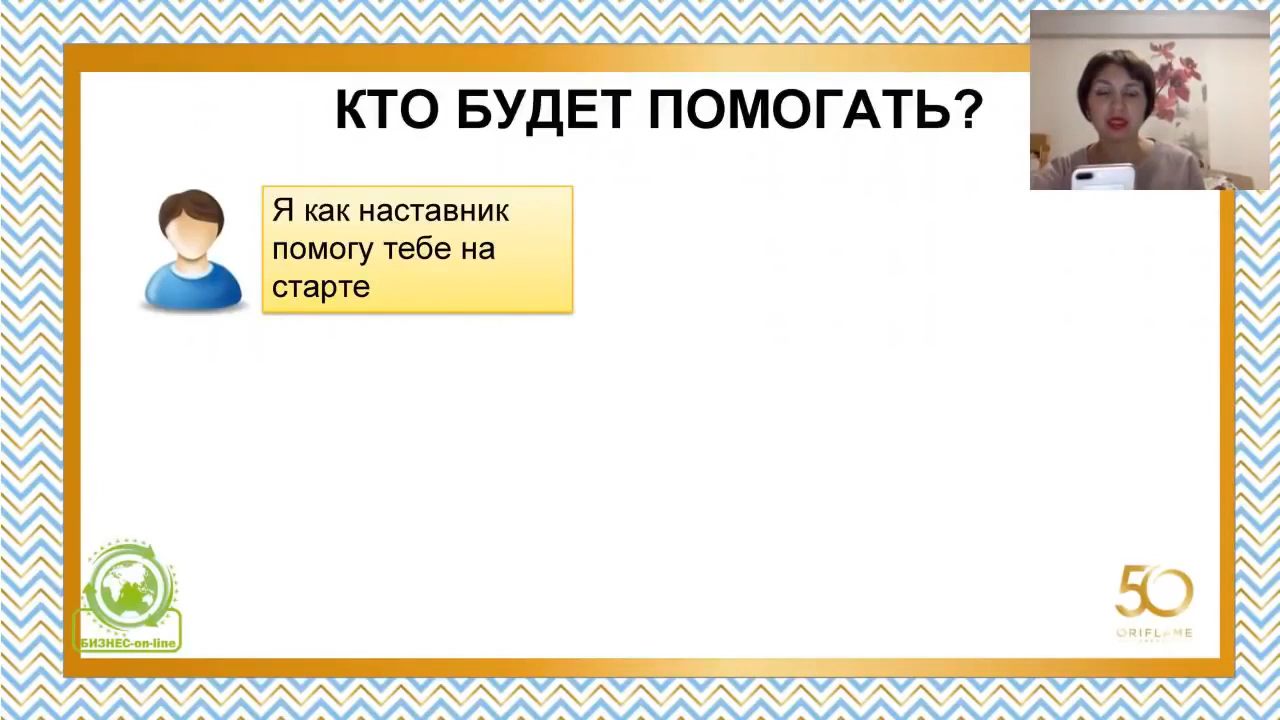 КТО БУДЕТ ПОМОГАТЬ?
Я как наставник
помогу тебе на
старте
БИЗНЕС-on-line
50
ORIFLAME